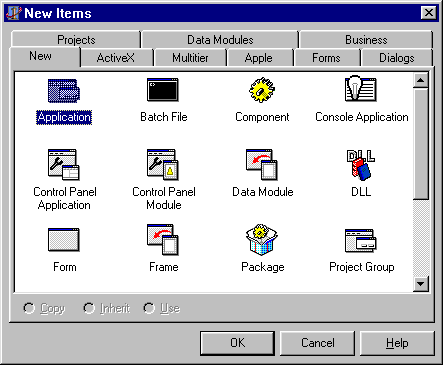 New Items
Projects Data Modules Business
New ActiveX Multitier Apple Forms Dialogs
Application Batch File Component Console Application
DLL
Control Panel Application Control Panel Module Data Module DLL
Form Frame Package Project Group
Copy Inherit Use
OK Cancel Help